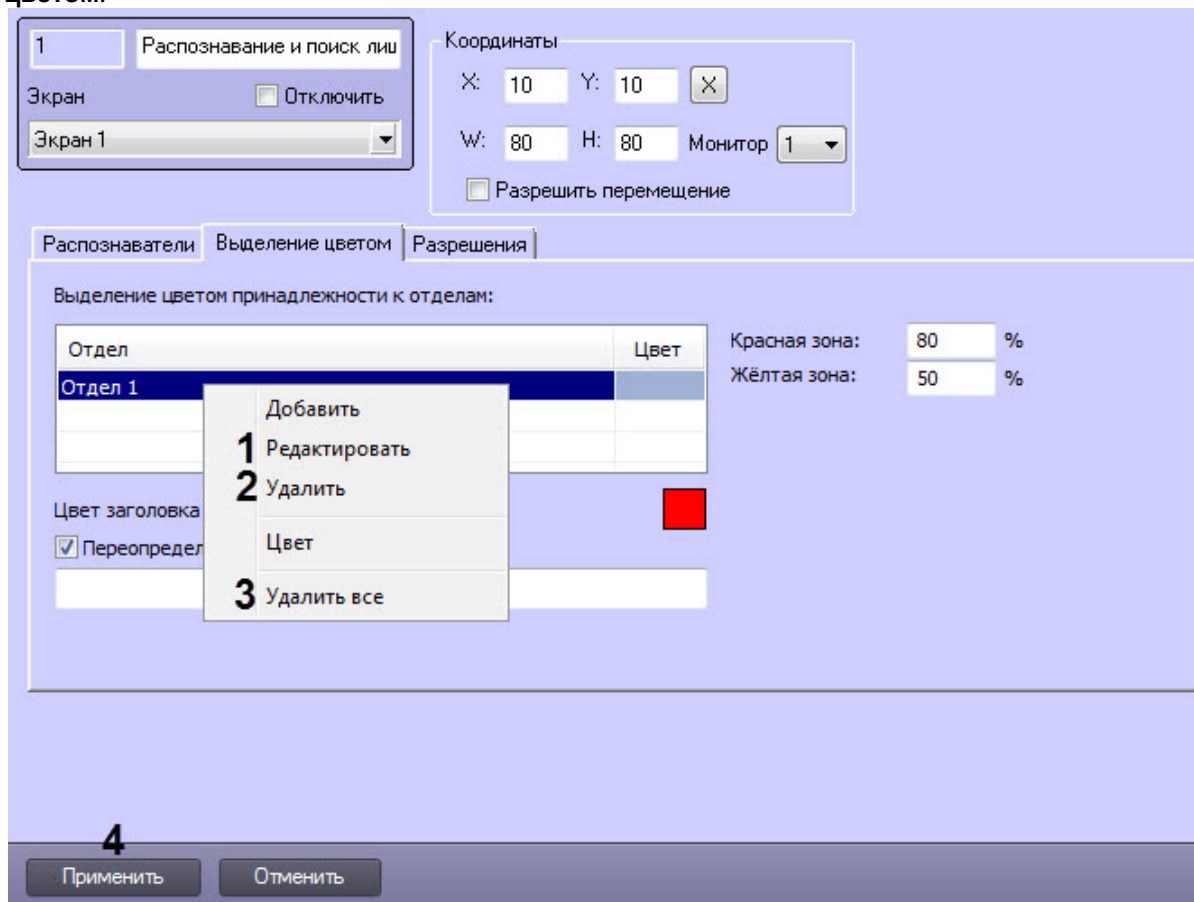 цветом.
1 Распознавание и поиск лиц
Координаты
X: 10 Y: 10 X
Экран Отключить
Экран 1
W: 80 H: 80 Монитор 1
Разрешить перемещение
Распознаватели Выделение цветом Разрешения
Выделение цветом принадлежности к отделам:
Отдел Цвет
Красная зона: 80 %
Жёлтая зона: 50 %
Отдел 1
Добавить
1 Редактировать
2 Удалить
Цвет заголовка
Цвет
Переопредел
3 Удалить все
4
Применить Отменить